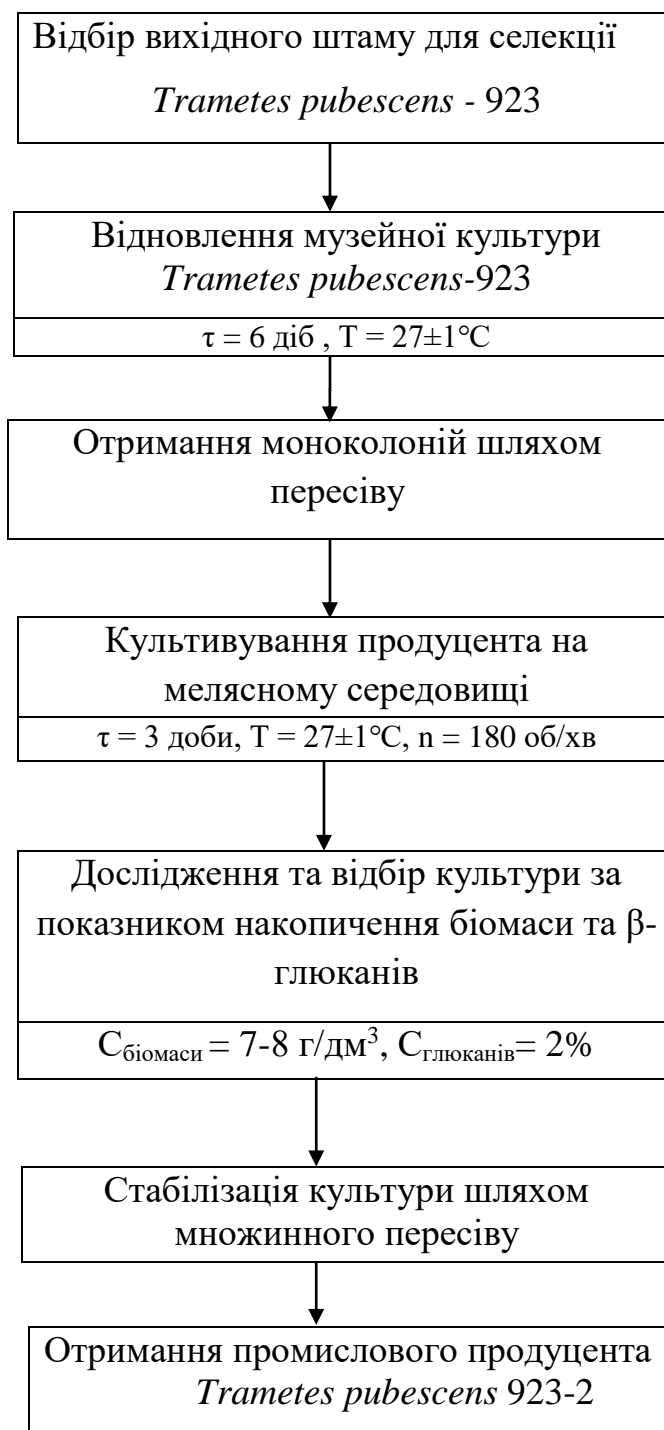 Відбір вихідного штаму для селекції
Trametes pubescens - 923
Відновлення музейної культури
Trametes pubescens-923
τ = 6 діб , Т = 27±1°С
Отримання моноколоній шляхом
пересіву
Культивування продуцента на
мелясному середовищі
τ = 3 доби, Т = 27±1°С, n = 180 об/хв
Дослідження та відбір культури за
показником накопичення біомаси та β-
глюканів
Сбіомаси = 7-8 г/дм³, Сглюканів= 2%
Стабілізація культури шляхом
множинного пересіву
Отримання промислового продуцента
Trametes pubescens 923-2